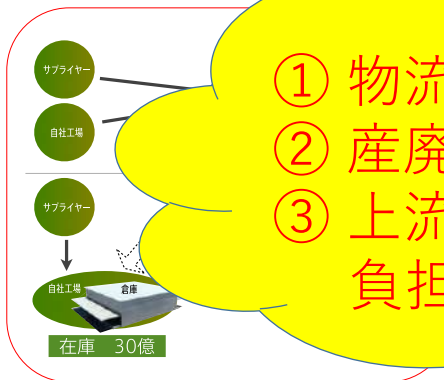 サプライヤー
自社工場
サプライヤー
自社工場
倉庫
在庫　30億
① 物流
② 産廃
③ 上流
負担